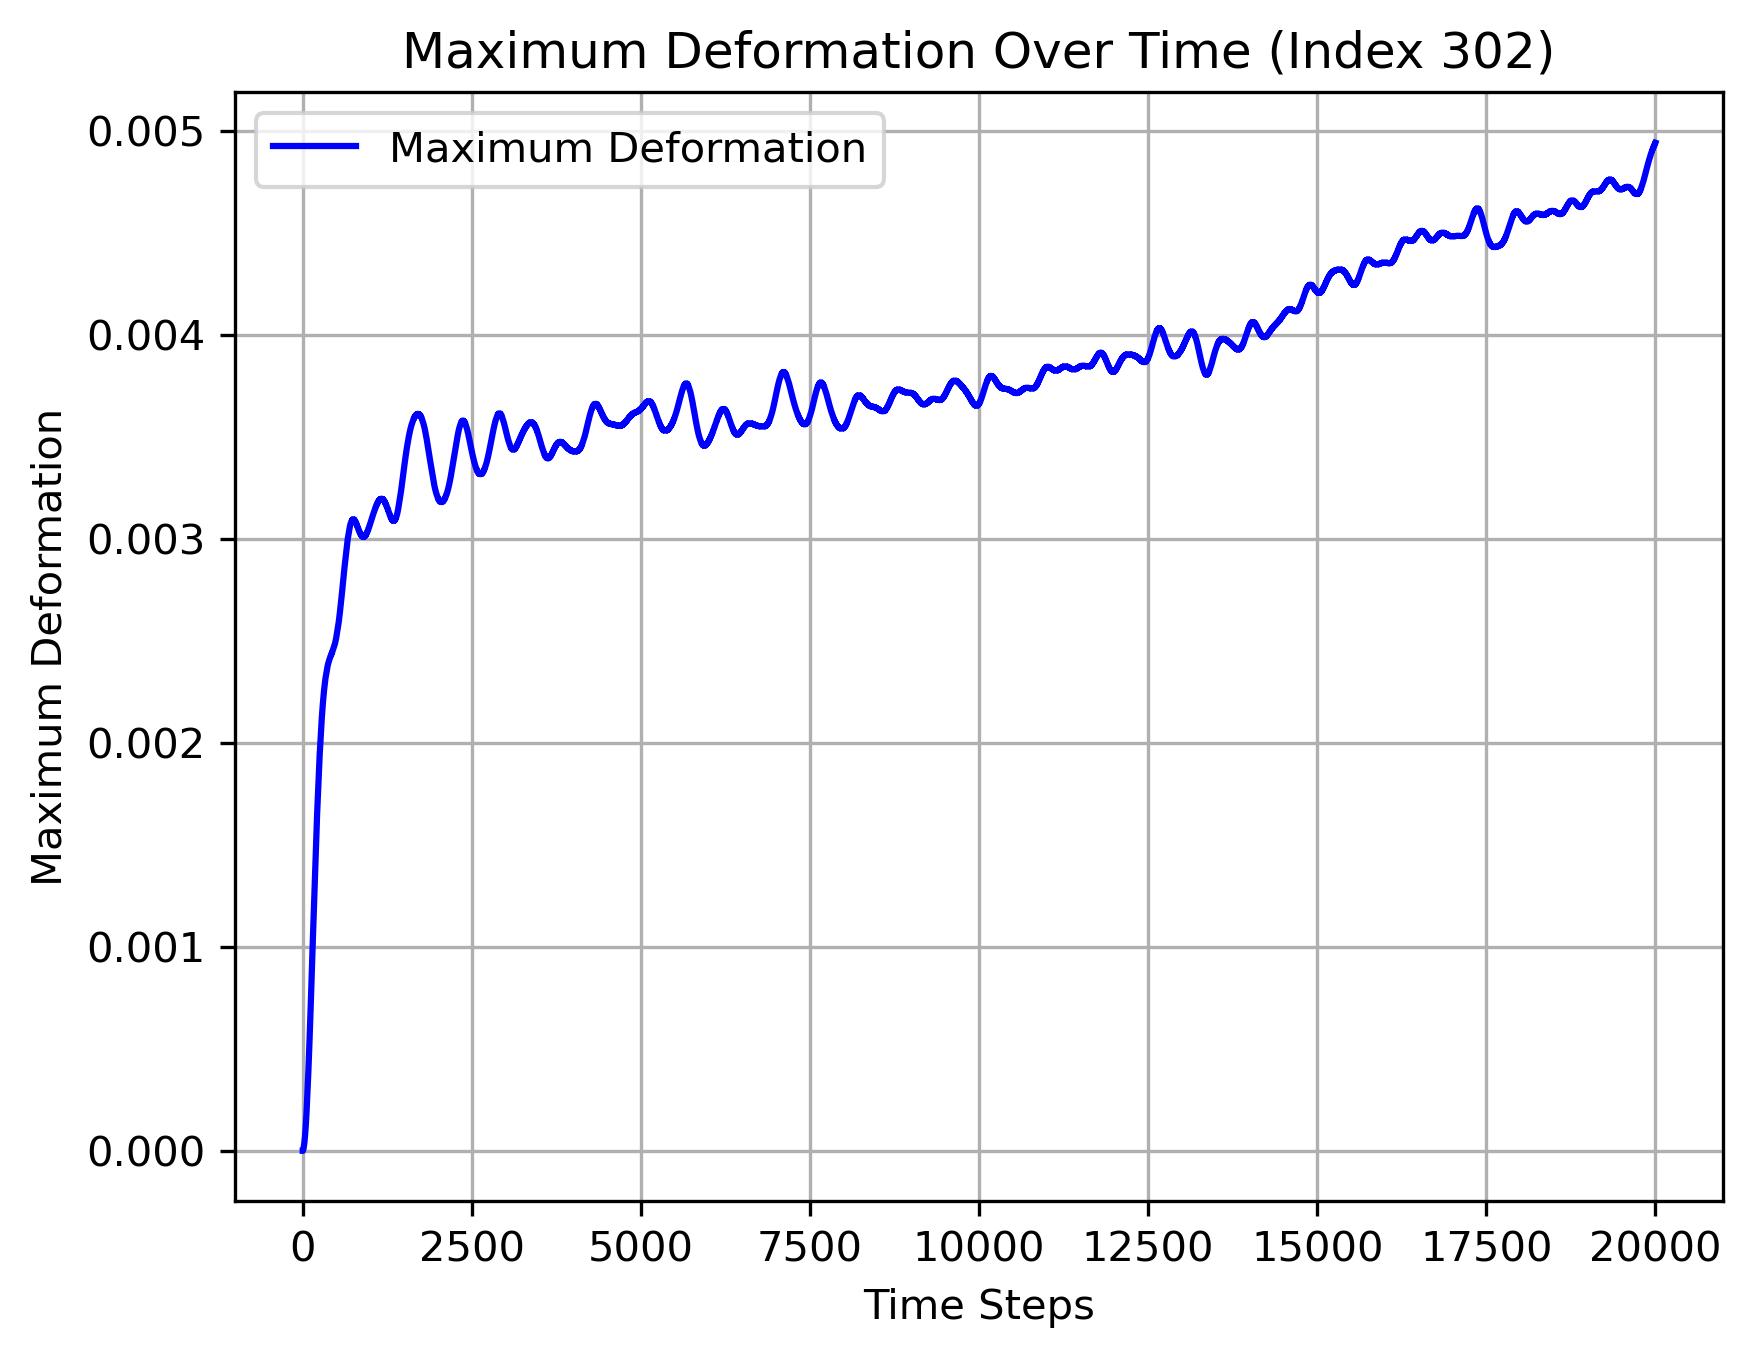 Maximum Deformation Over Time (Index 302)
Maximum Deformation
Maximum Deformation
0.005
0.004
0.003
0.002
0.001
0.000
0 2500 5000 7500 10000 12500 15000 17500 20000
Time Steps